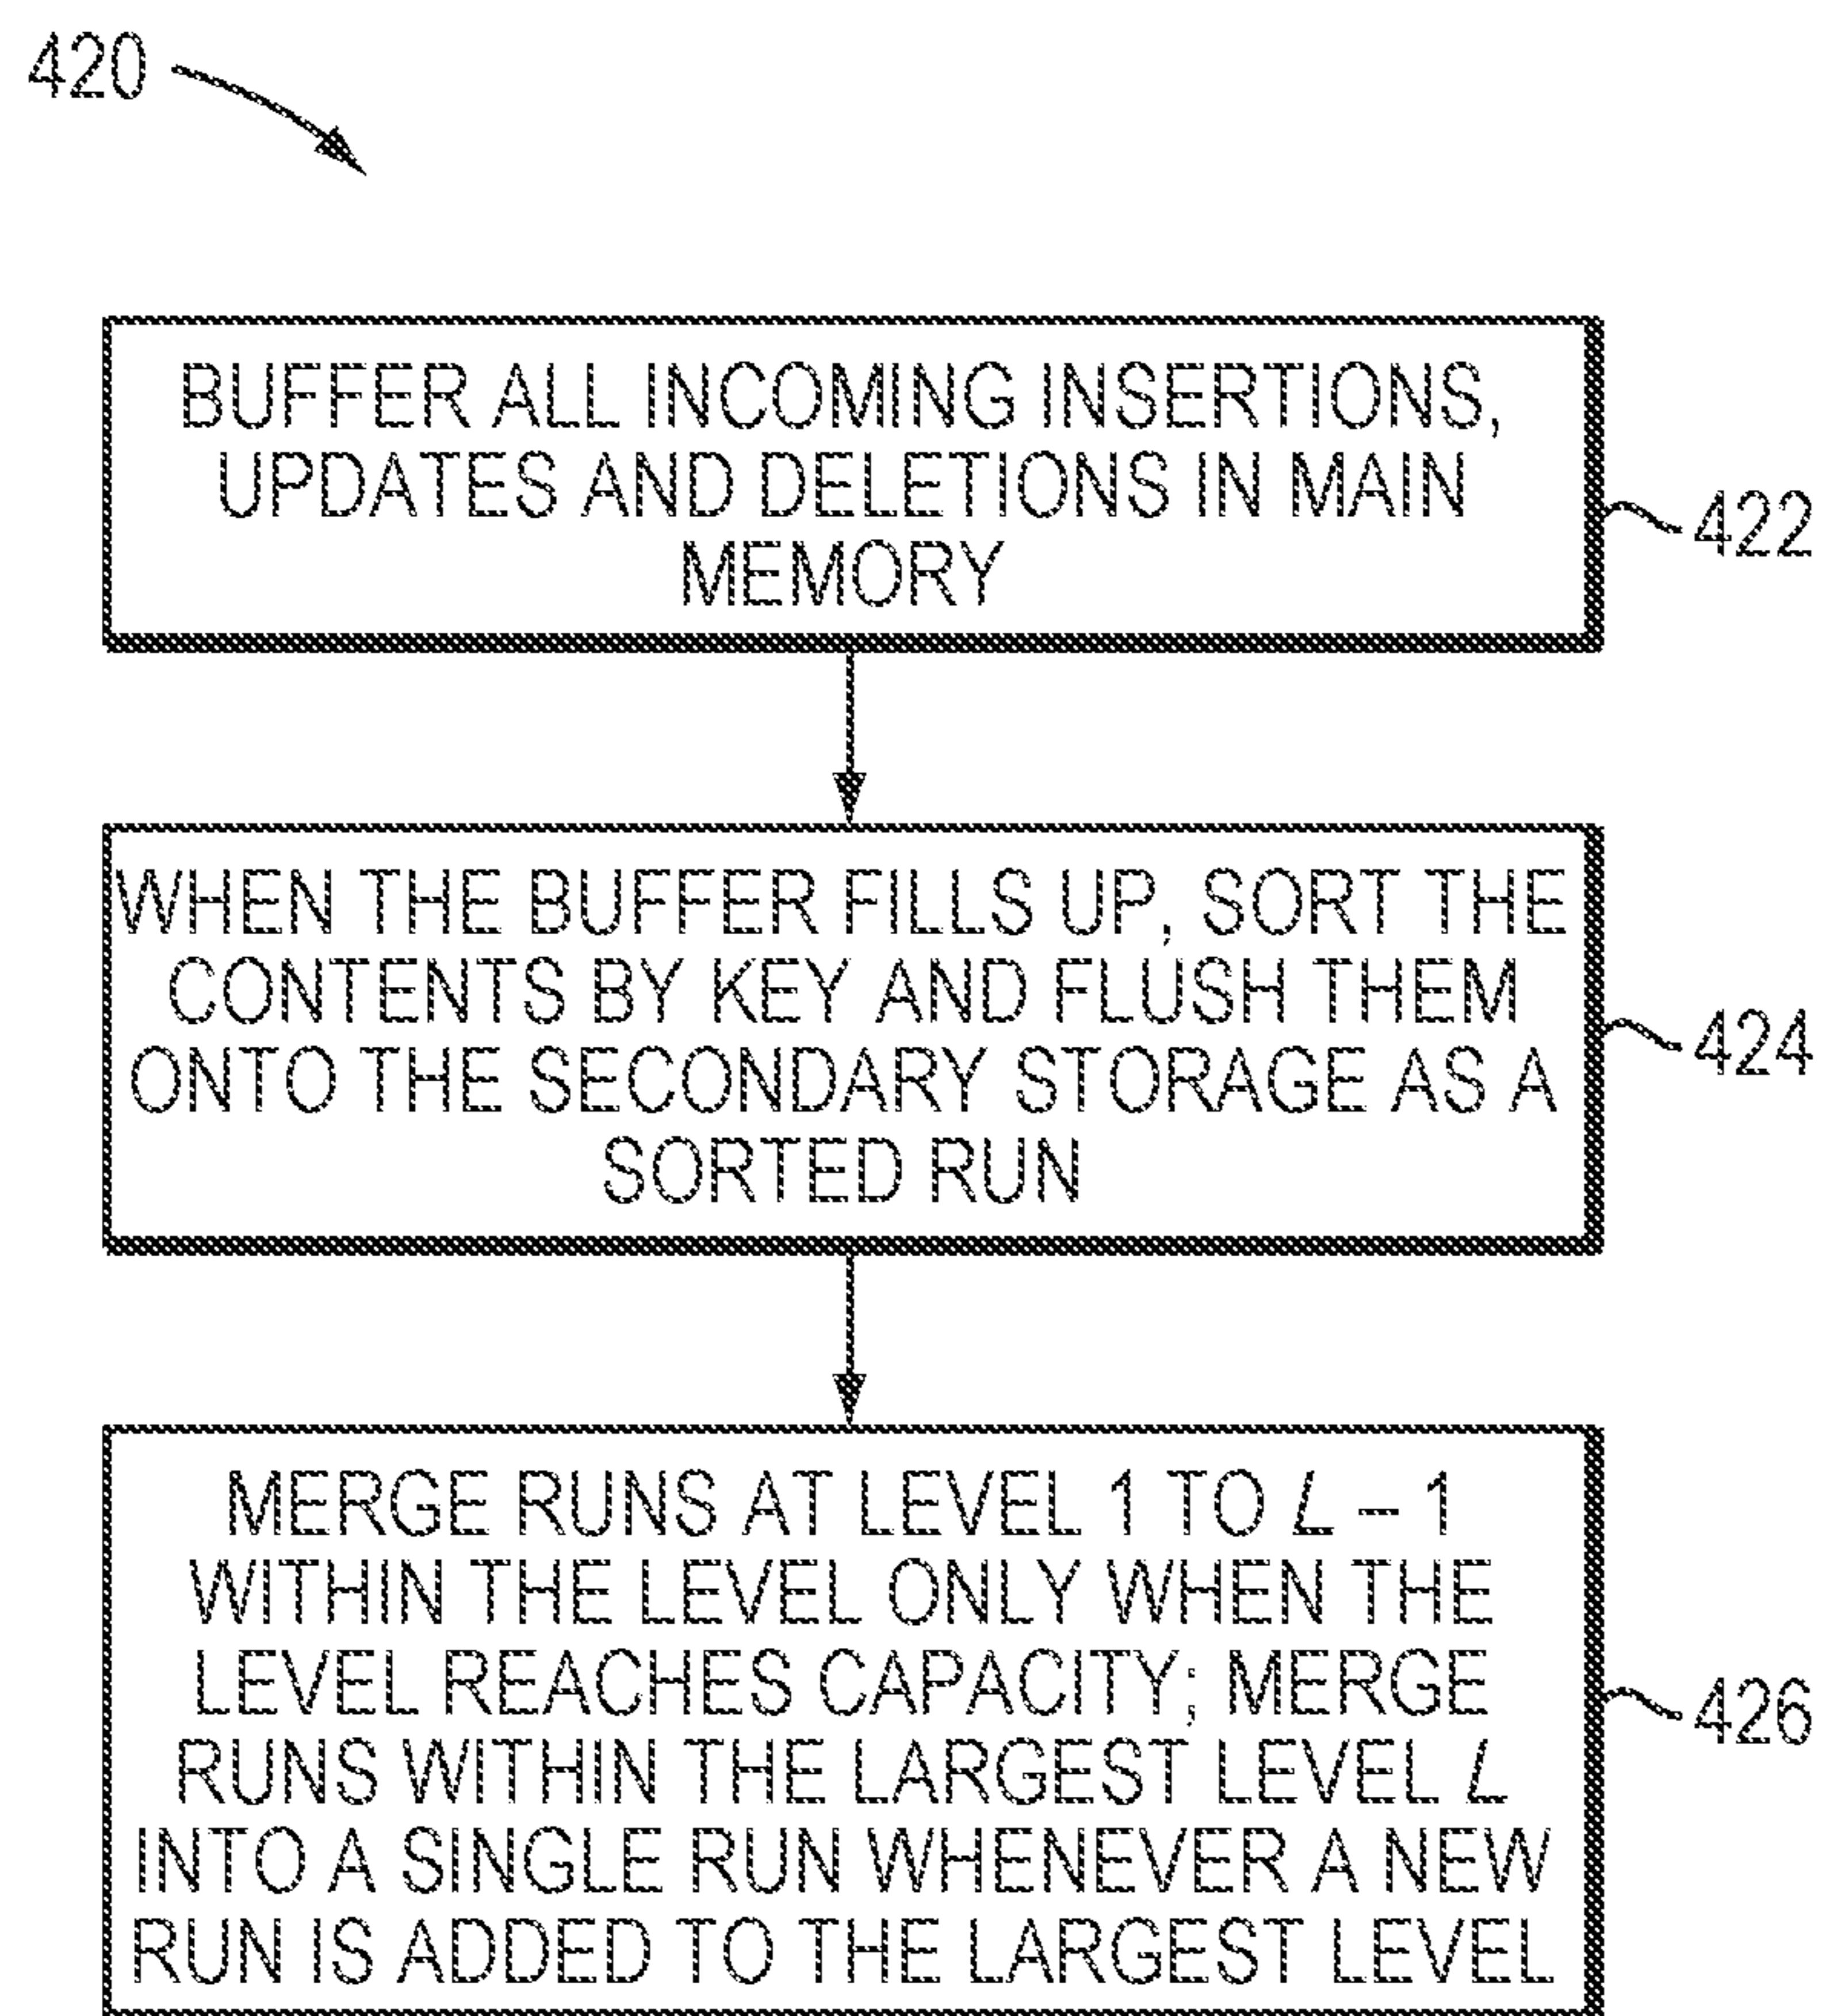 420
BUFFER ALL INCOMING INSERTIONS,
UPDATES AND DELETIONS IN MAIN
MEMORY
422
WHEN THE BUFFER FILLS UP, SORT THE
CONTENTS BY KEY AND FLUSH THEM
ONTO THE SECONDARY STORAGE AS A
SORTED RUN
424
MERGE RUNS AT LEVEL 1 TO L – 1
WITHIN THE LEVEL ONLY WHEN THE
LEVEL REACHES CAPACITY; MERGE
RUNS WITHIN THE LARGEST LEVEL L
INTO A SINGLE RUN WHENEVER A NEW
RUN IS ADDED TO THE LARGEST LEVEL
426